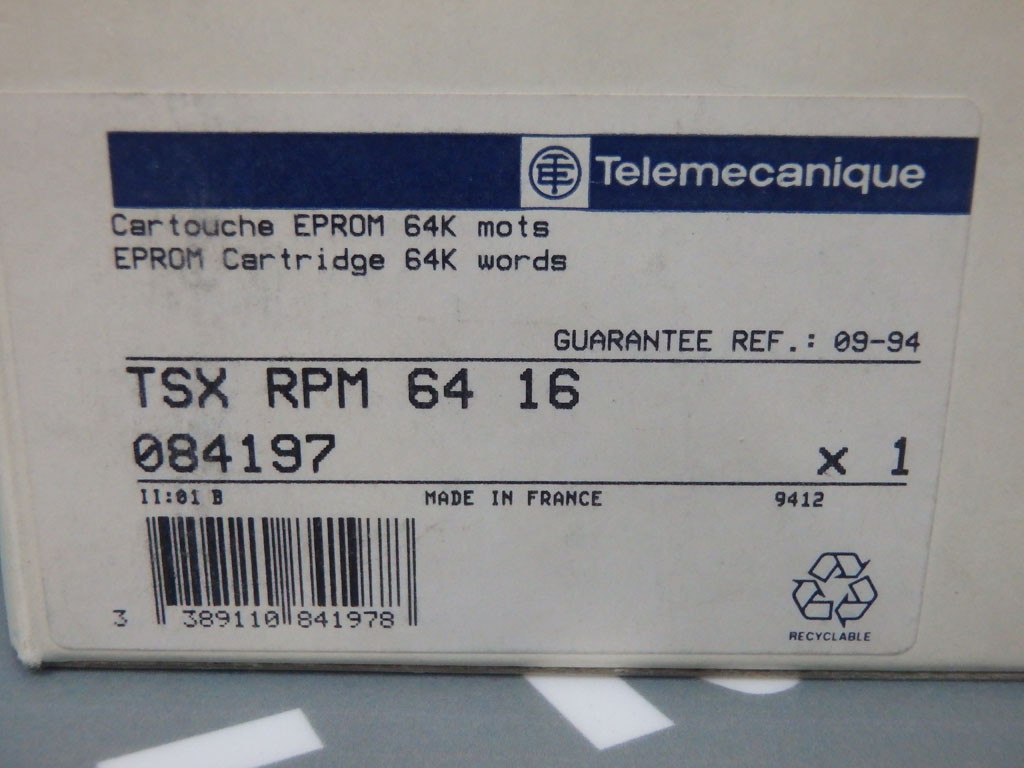 Telemecanique
Cartouche EPROM 64K mots
EPROM Cartridge 64K words
GUARANTEE REF.: 09-94
TSX RPM 64 16
084197 x 1
II:01 B MADE IN FRANCE 9412
3 389110 841978
RECYCLABLE